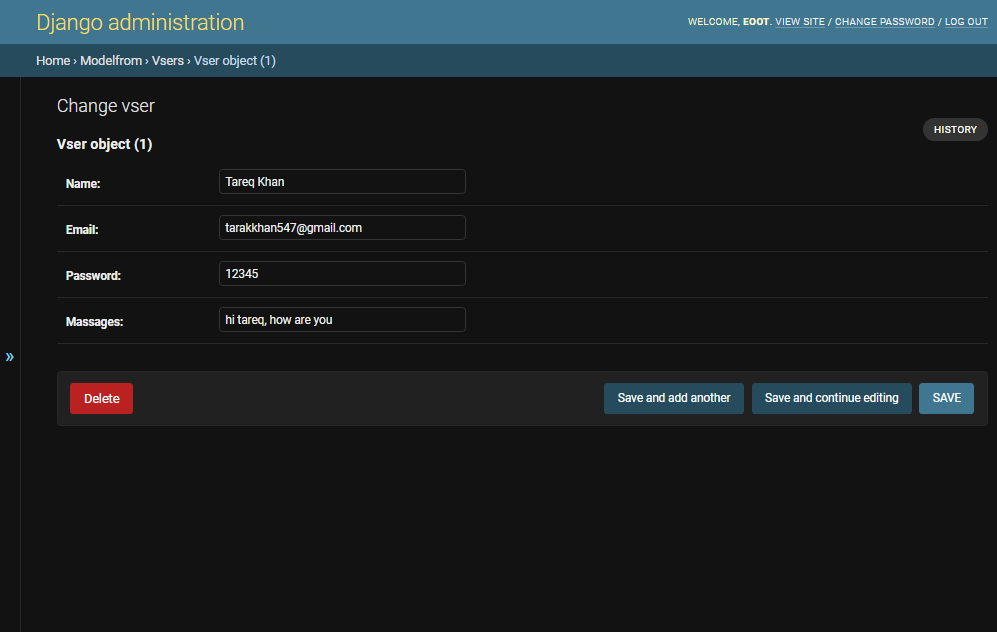 Django administration
WELCOME, EOOT. VIEW SITE / CHANGE PASSWORD / LOG OUT
Home › Modelfrom › Vsers › Vser object (1)
Change vser
HISTORY
Vser object (1)
Name: Tareq Khan
Email: tarakkhan547@gmail.com
Password: 12345
Massages: hi tareq, how are you
»
Delete Save and add another Save and continue editing SAVE